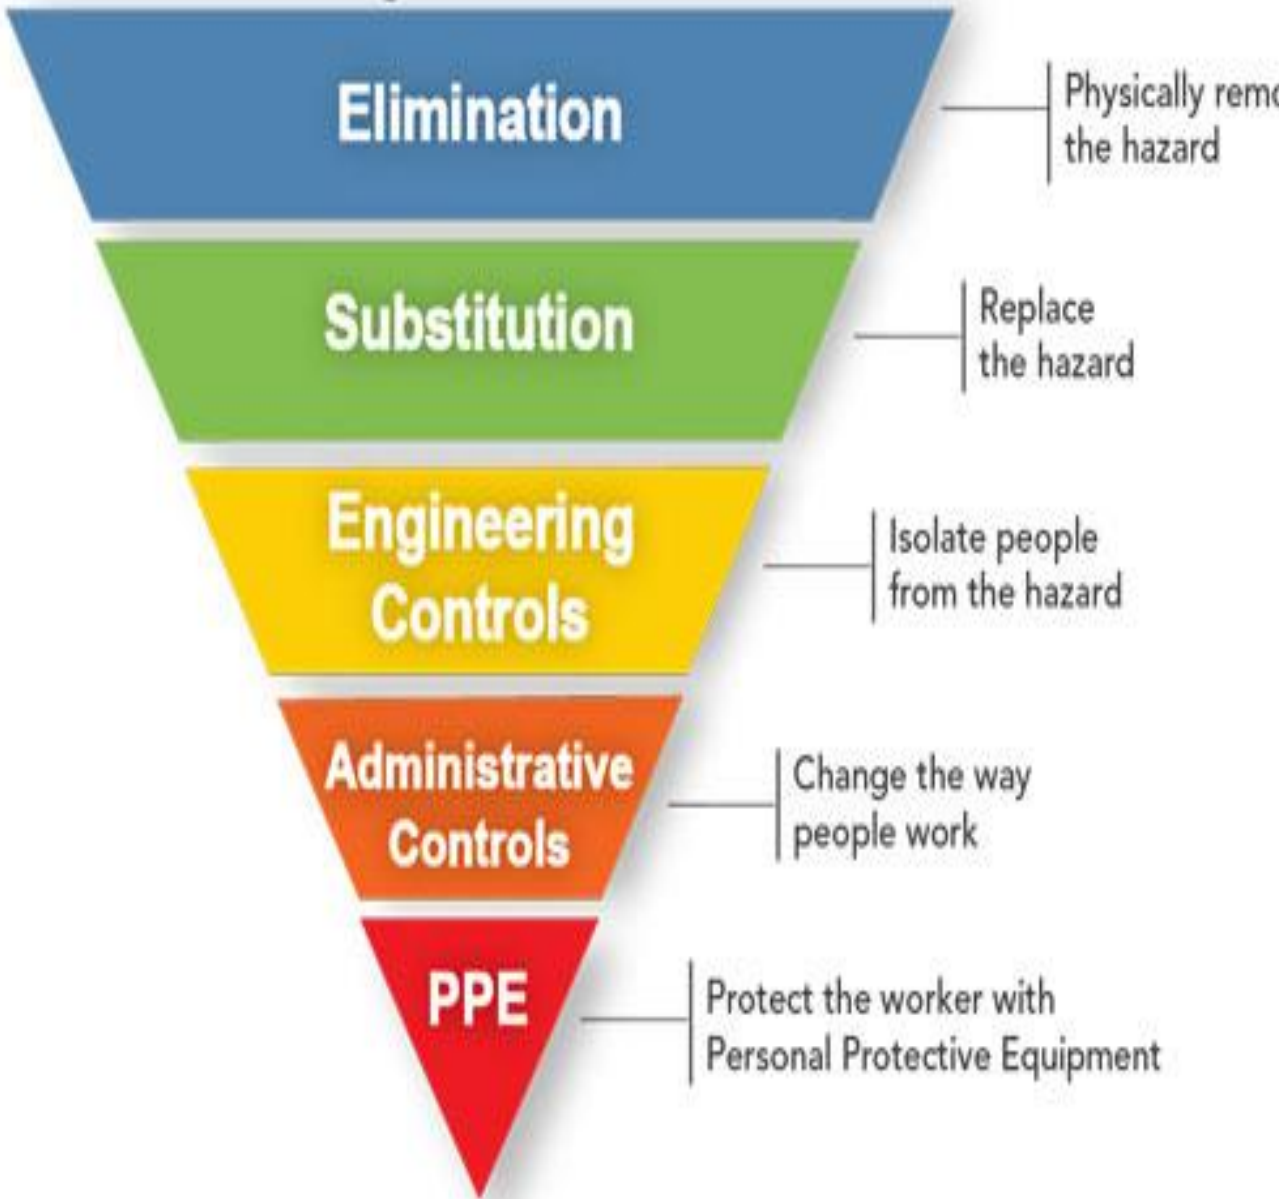 Elimination
Physically remo
the hazard
Substitution
Replace
the hazard
Engineering
Controls
Isolate people
from the hazard
Administrative
Controls
Change the way
people work
PPE
Protect the worker with
Personal Protective Equipment